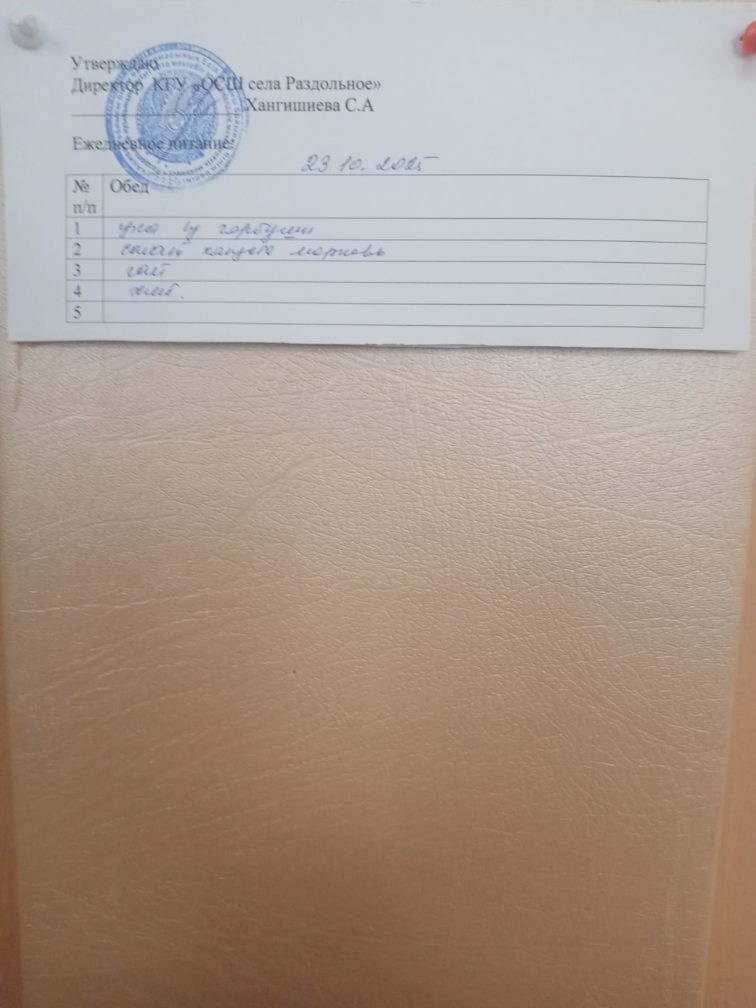 Утверждаю
Директор КГУ «ОСШ села Раздольное»
Хангишиева С.А
Ежедневное питание:
23.10.2025
№ п/п Обед
1 уха из горбуши
2 салат капуста морковь
3 чай
4 хлеб.
5